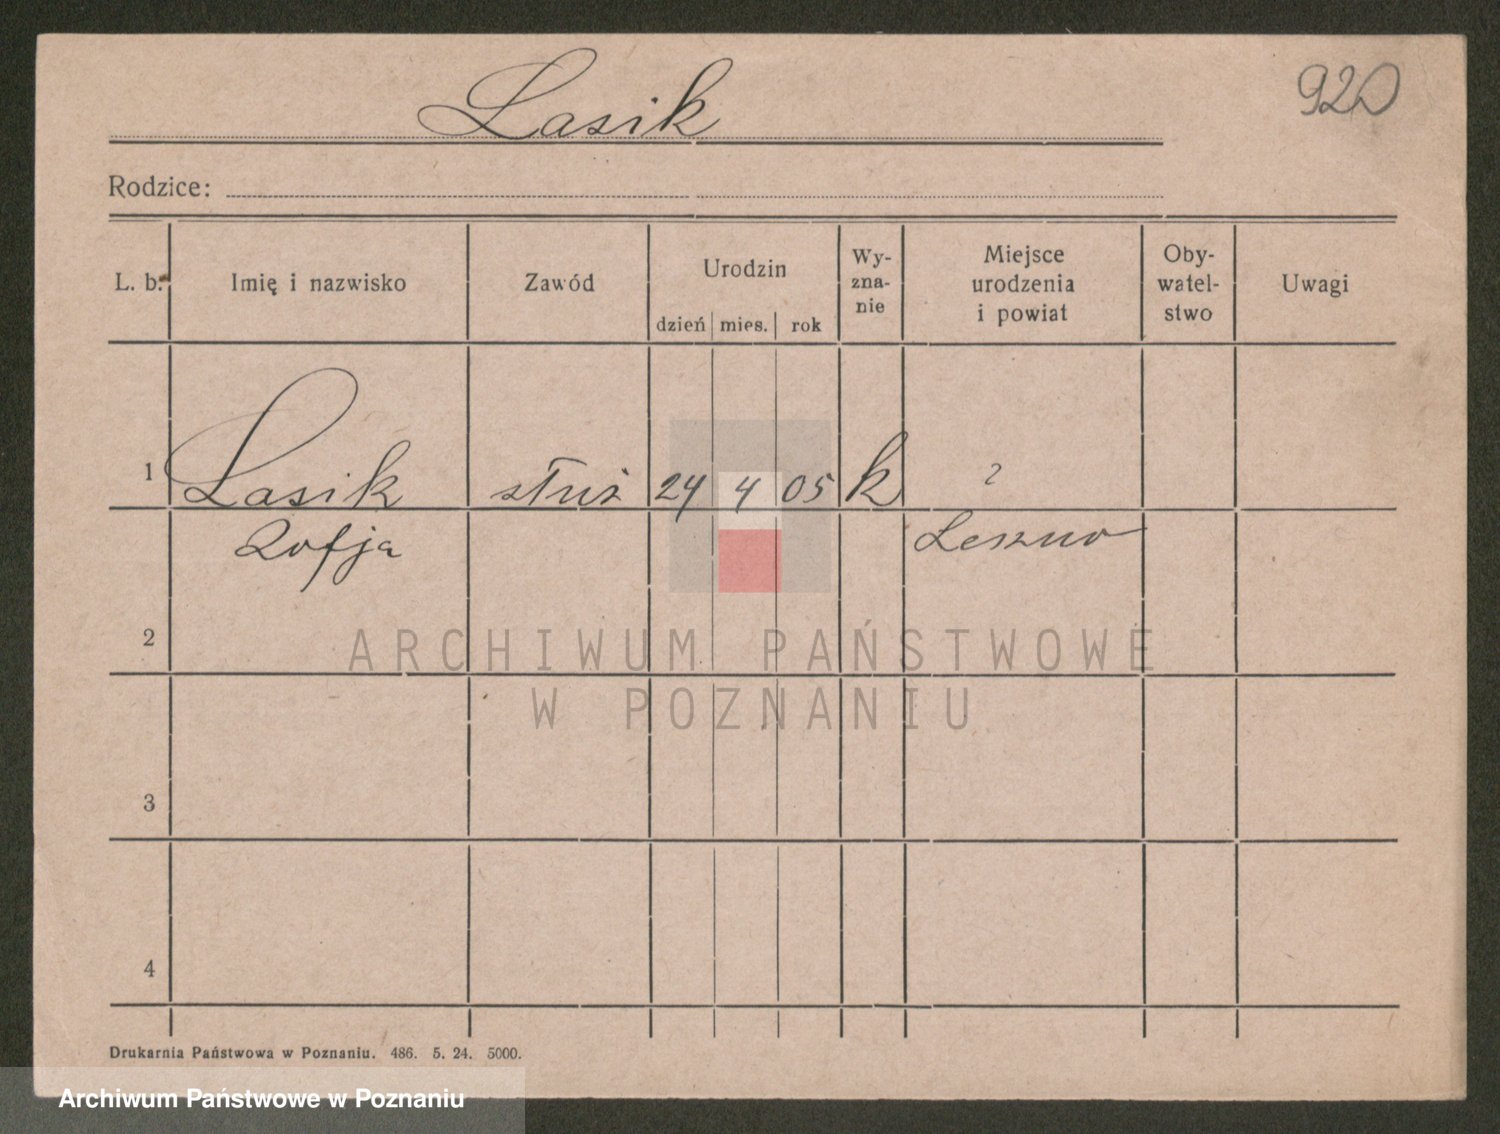 Lasik
920
Rodzice:
L. b. Imię i nazwisko Zawód Urodzin Wy-zna-nie Miejsce urodzenia i powiat Oby-watel-stwo Uwagi
dzień mies. rok
1 Lasik służ 24 4 05 k ?
Zofja Leszno
2
ARCHIWUM PAŃSTWOWE
W POZNANIU
3
4
Drukarnia Państwowa w Poznaniu. 486. 5. 24. 5000.
Archiwum Państwowe w Poznaniu